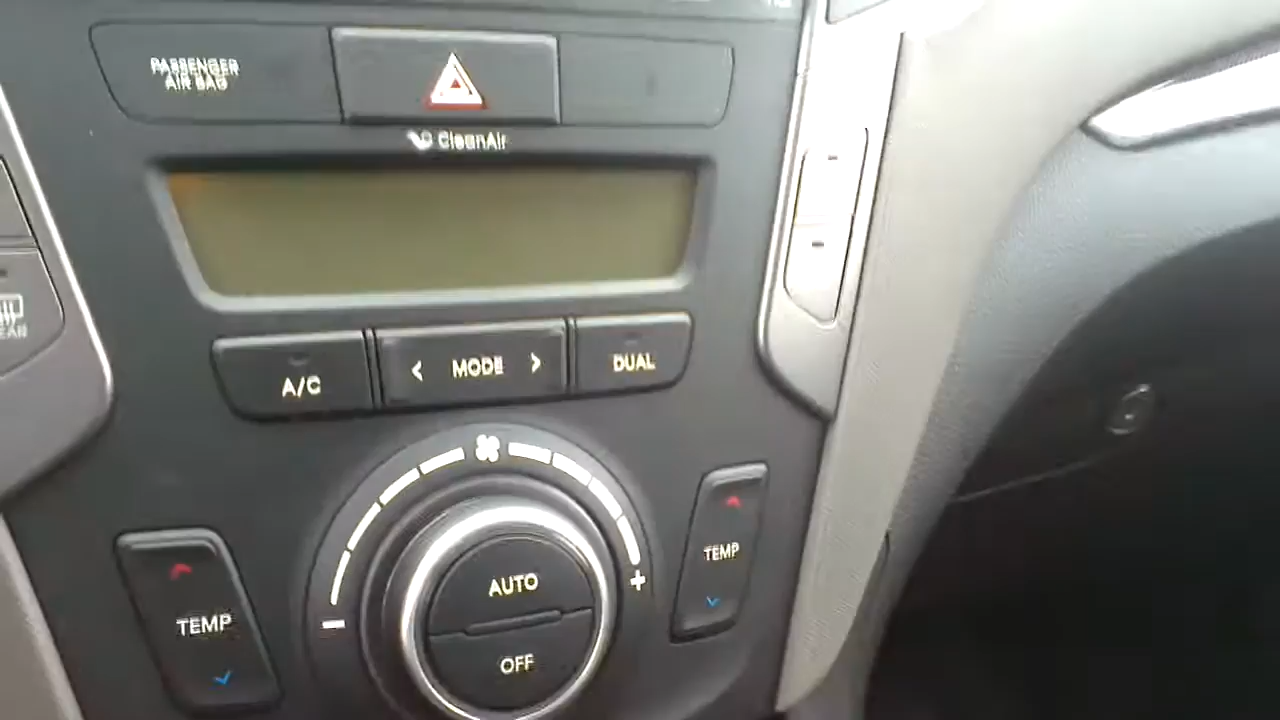 PASSENGER
AIR BAG
CleanAir
A/C
< MODE >
DUAL
TEMP
AUTO
OFF
TEMP